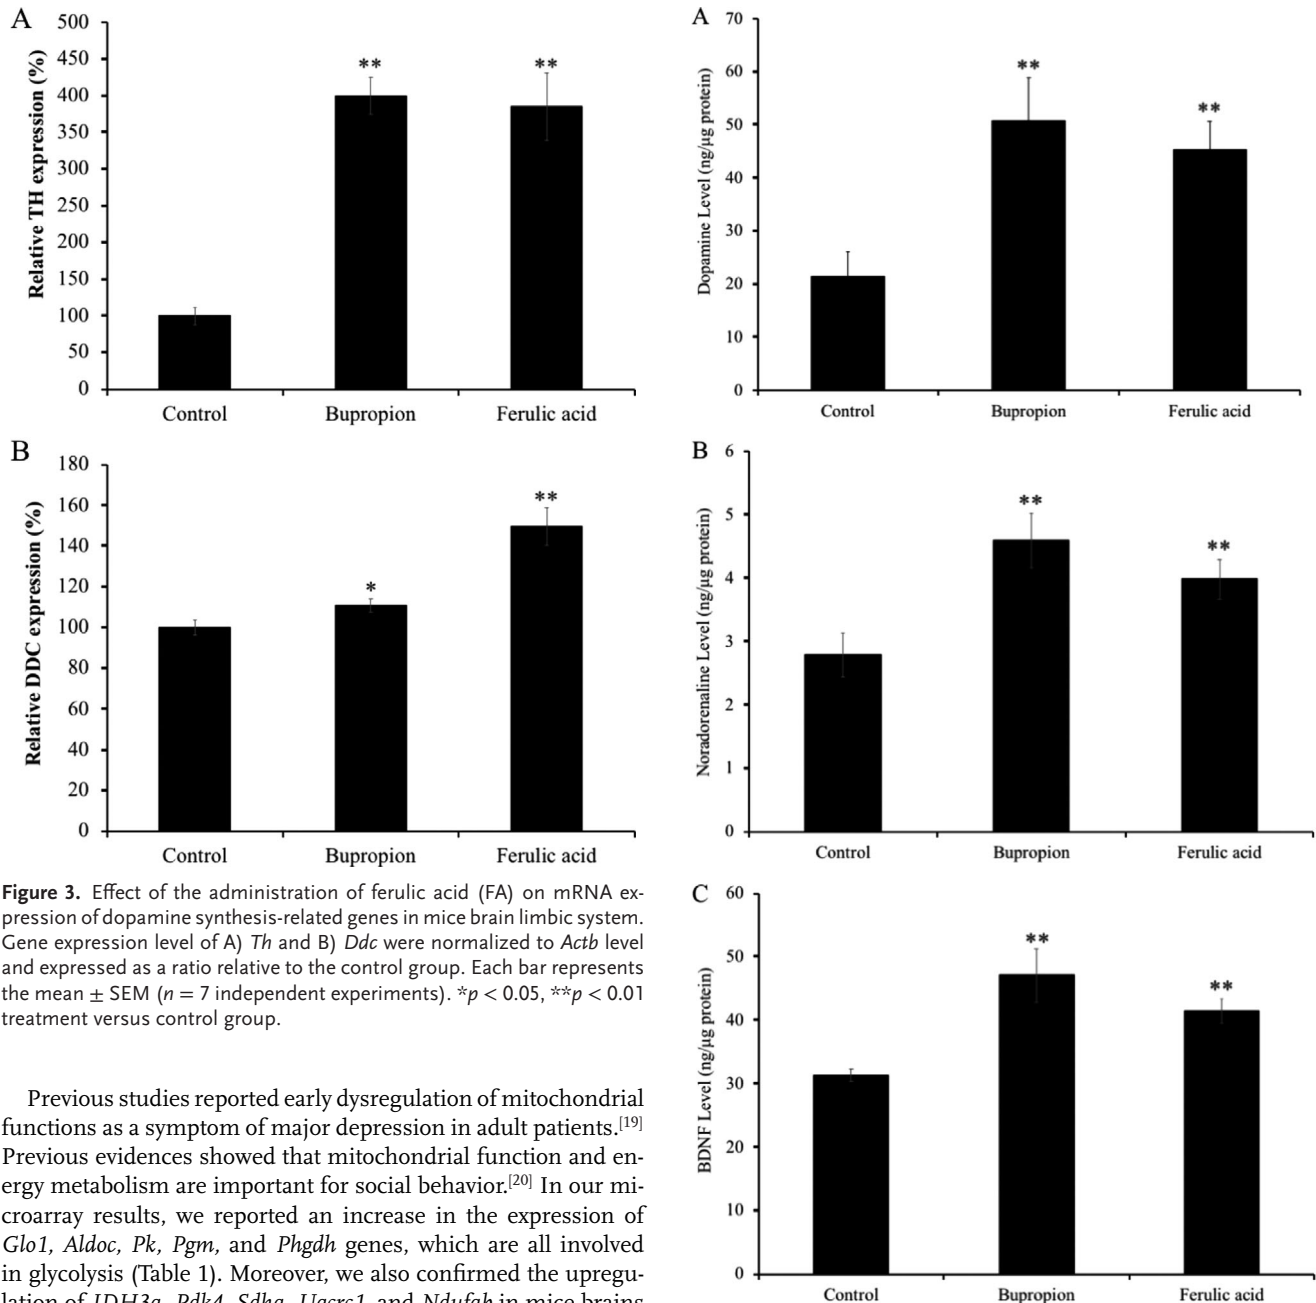 A
Relative TH expression (%)
500
450
400
350
300
250
200
150
100
50
0
**
**
Control Bupropion Ferulic acid
B
Relative DDC expression (%)
180
160
140
120
100
80
60
40
20
0
*
**
Control Bupropion Ferulic acid
Figure 3. Effect of the administration of ferulic acid (FA) on mRNA ex-
pression of dopamine synthesis-related genes in mice brain limbic system.
Gene expression level of A) Th and B) Ddc were normalized to Actb level
and expressed as a ratio relative to the control group. Each bar represents
the mean ± SEM (n = 7 independent experiments). *p < 0.05, **p < 0.01
treatment versus control group.
Previous studies reported early dysregulation of mitochondrial
functions as a symptom of major depression in adult patients.[19]
Previous evidences showed that mitochondrial function and en-
ergy metabolism are important for social behavior.[20] In our mi-
croarray results, we reported an increase in the expression of
Glo1, Aldoc, Pk, Pgm, and Phgdh genes, which are all involved
in glycolysis (Table 1). Moreover, we also confirmed the upregu-
lation of IDH3a, Pdk4, Sdha, Uqcrc1, and Ndufab in mice brains
A
Dopamine Level (ng/µg protein)
70
60
50
40
30
20
10
0
**
**
Control Bupropion Ferulic acid
B
Noradorenaline Level (ng/µg protein)
6
5
4
3
2
1
0
**
**
Control Bupropion Ferulic acid
C
BDNF Level (ng/µg protein)
60
50
40
30
20
10
0
**
**
Control Bupropion Ferulic acid